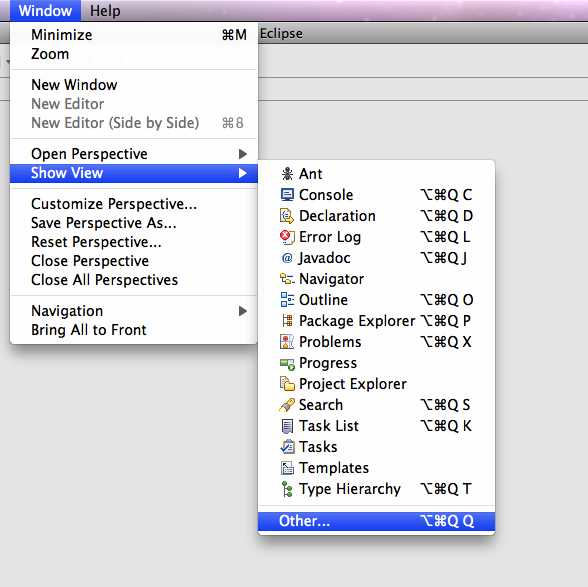 Window Help
Minimize ⌘M
Eclipse
Zoom
New Window
New Editor
New Editor (Side by Side) ⌘8
Open Perspective
Show View
Customize Perspective...
Save Perspective As...
Reset Perspective...
Close Perspective
Close All Perspectives
Navigation
Bring All to Front
Ant
Console ⌥⌘Q C
Declaration ⌥⌘Q D
Error Log ⌥⌘Q L
Javadoc ⌥⌘Q J
Navigator
Outline ⌥⌘Q O
Package Explorer ⌥⌘Q P
Problems ⌥⌘Q X
Progress
Project Explorer
Search ⌥⌘Q S
Task List ⌥⌘Q K
Tasks
Templates
Type Hierarchy ⌥⌘Q T
Other... ⌥⌘Q Q